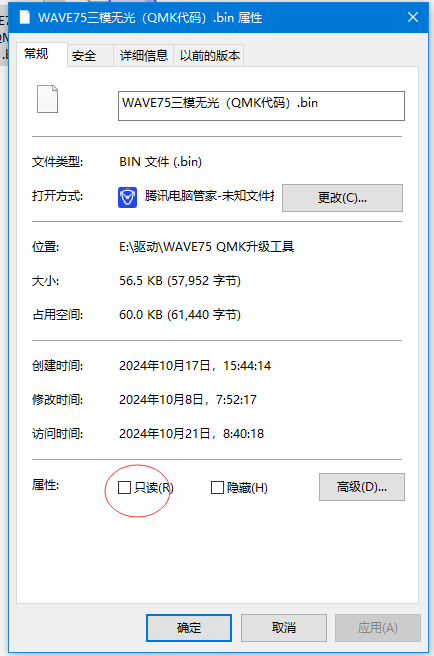 WAVE75三模无光（QMK代码）.bin 属性
常规 安全 详细信息 以前的版本
WAVE75三模无光（QMK代码）.bin
文件类型: BIN 文件 (.bin)
打开方式: 腾讯电脑管家-未知文件 更改(C)...
位置: E:\驱动\WAVE75 QMK升级工具
大小: 56.5 KB (57,952 字节)
占用空间: 60.0 KB (61,440 字节)
创建时间: 2024年10月17日，15:44:14
修改时间: 2024年10月8日，7:52:17
访问时间: 2024年10月21日，8:40:18
属性: 只读(R) 隐藏(H) 高级(D)...
确定 取消 应用(A)